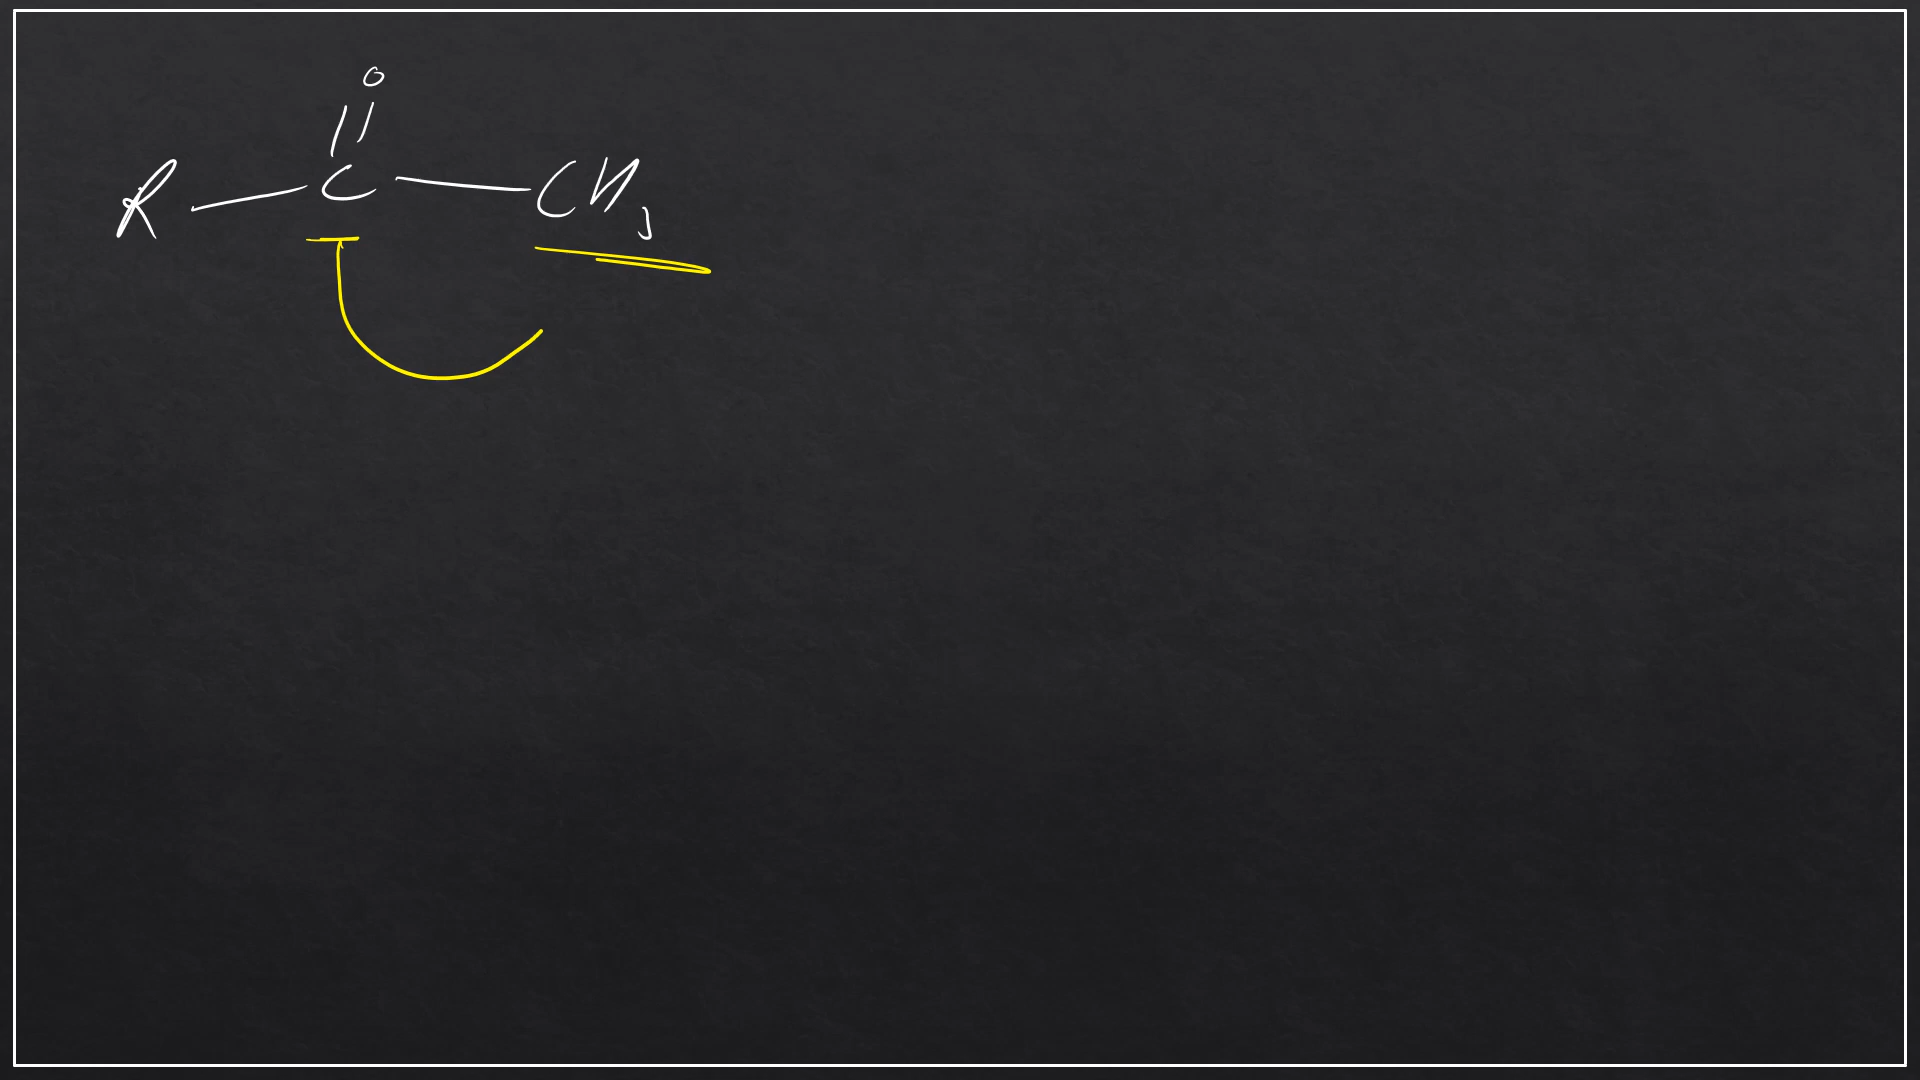 O
R — C — CH3